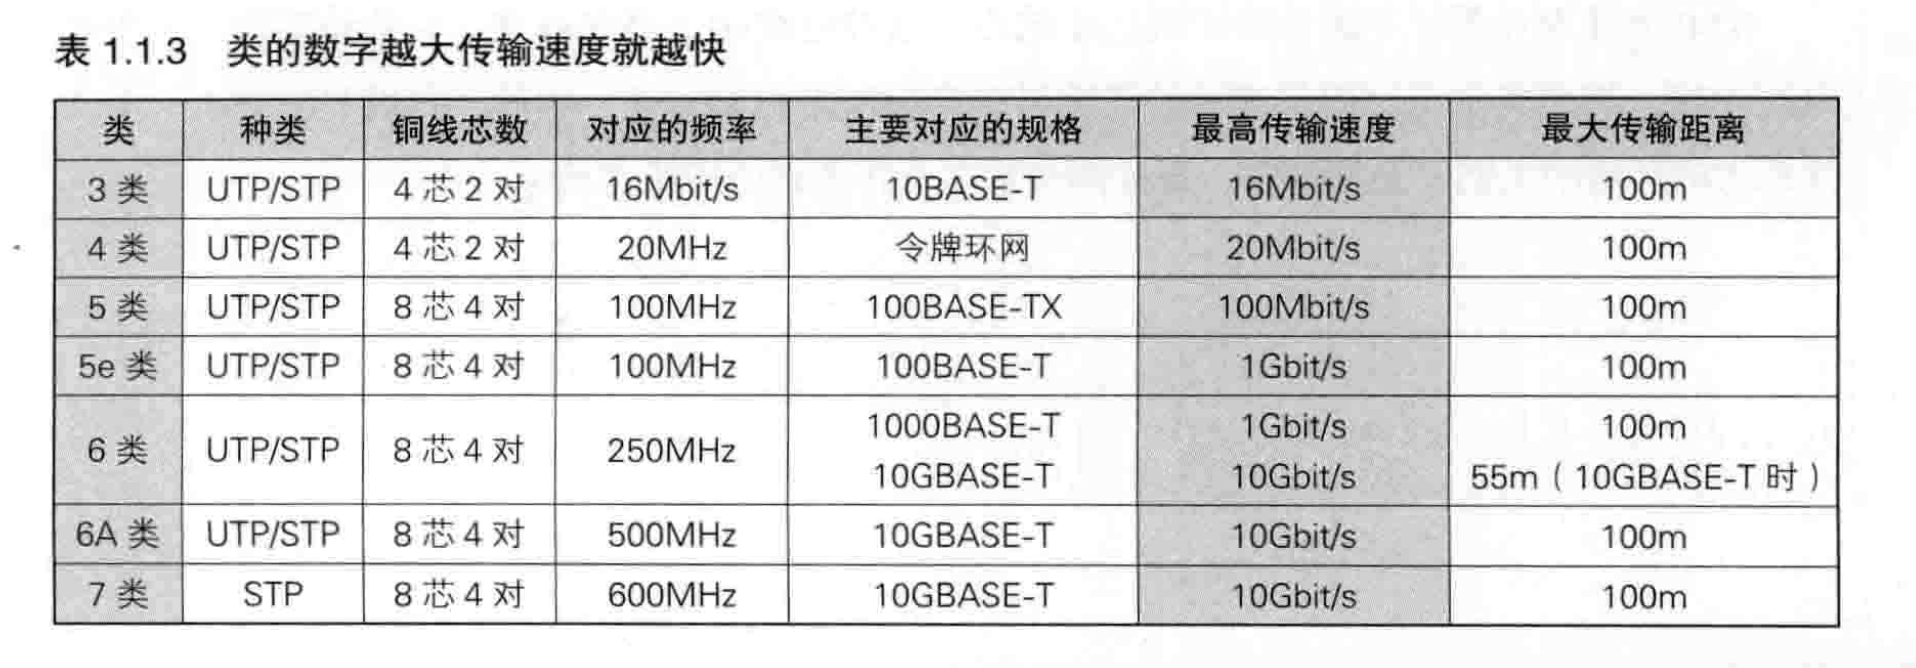 表 1.1.3 类的数字越大传输速度就越快
类 种类 铜线芯数 对应的频率 主要对应的规格 最高传输速度 最大传输距离
3 类 UTP/STP 4 芯 2 对 16Mbit/s 10BASE-T 16Mbit/s 100m
4 类 UTP/STP 4 芯 2 对 20MHz 令牌环网 20Mbit/s 100m
5 类 UTP/STP 8 芯 4 对 100MHz 100BASE-TX 100Mbit/s 100m
5e 类 UTP/STP 8 芯 4 对 100MHz 100BASE-T 1Gbit/s 100m
6 类 UTP/STP 8 芯 4 对 250MHz 1000BASE-T 1Gbit/s 100m
10GBASE-T 10Gbit/s 55m（10GBASE-T 时）
6A 类 UTP/STP 8 芯 4 对 500MHz 10GBASE-T 10Gbit/s 100m
7 类 STP 8 芯 4 对 600MHz 10GBASE-T 10Gbit/s 100m